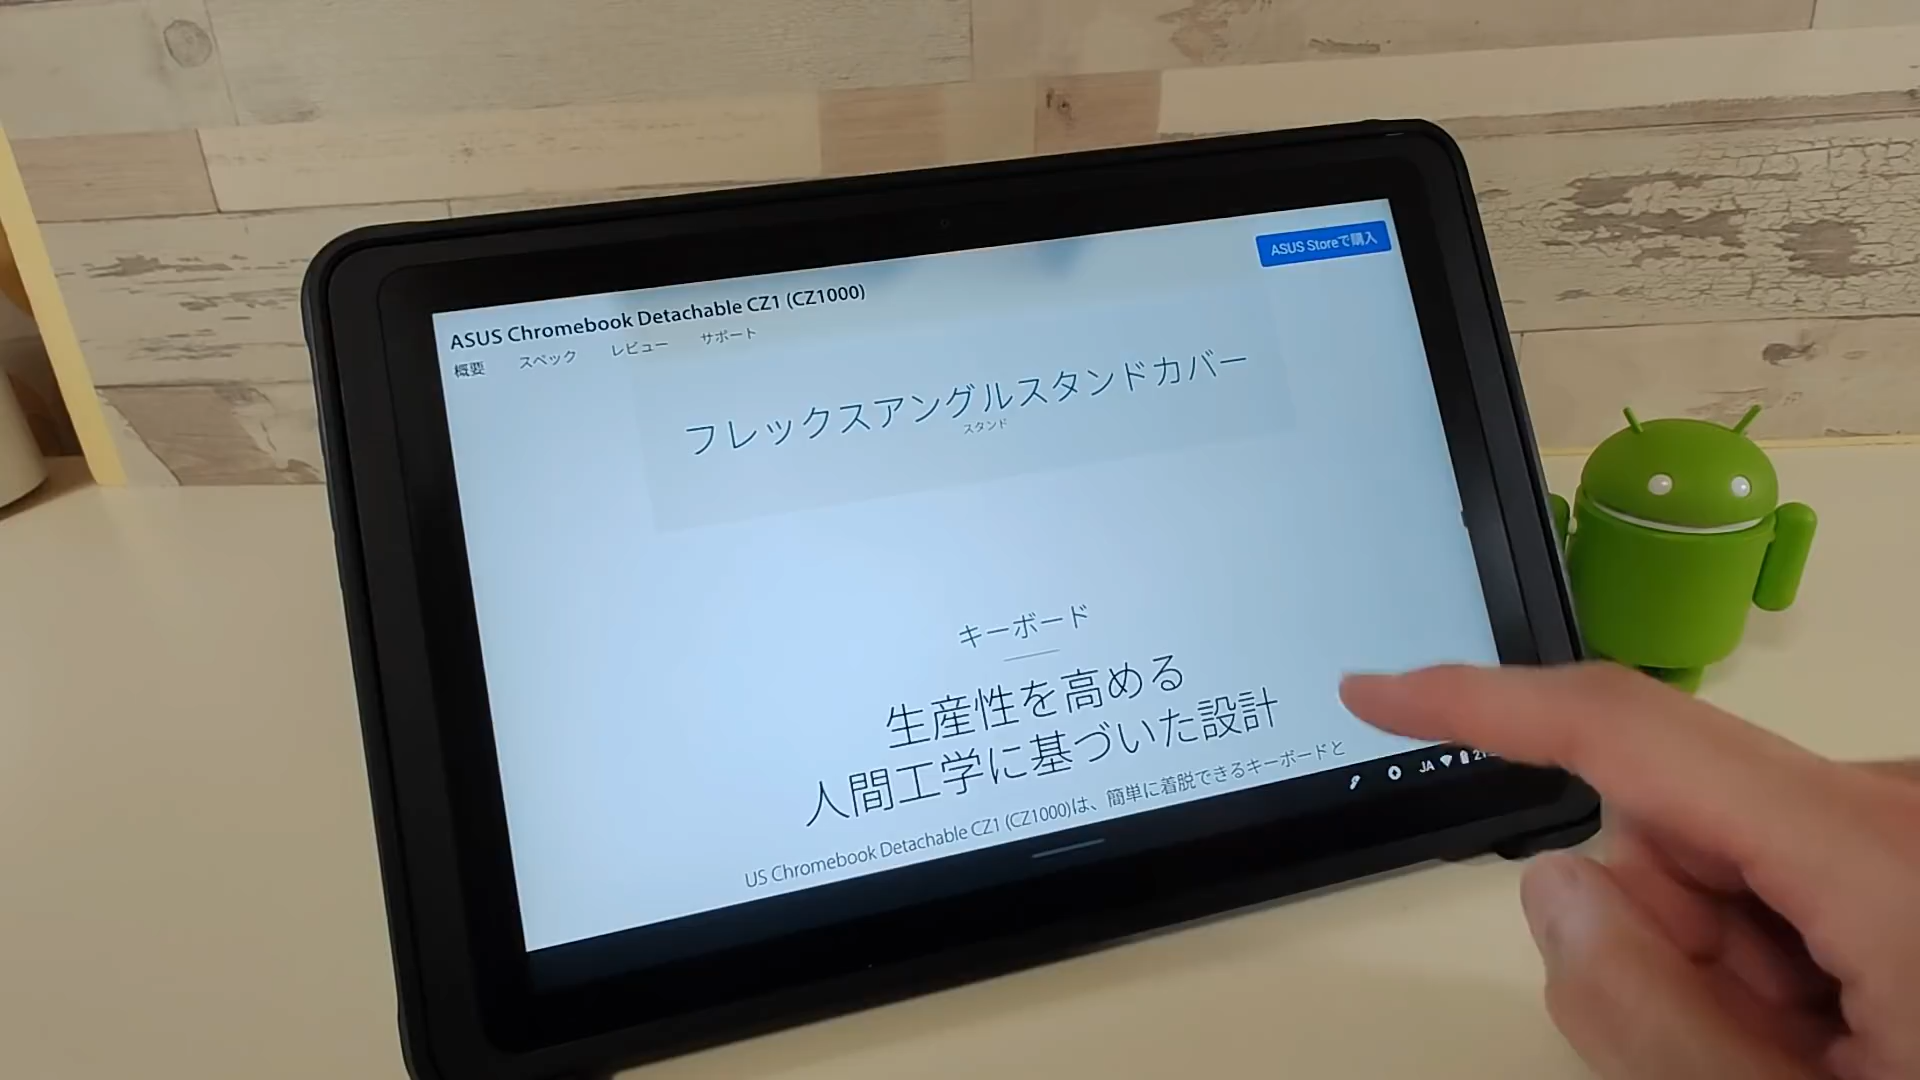 ASUS Chromebook Detachable CZ1 (CZ1000)
ASUS Storeで購入
概要 スペック レビュー サポート
フレックスアングルスタンドカバー
スタンド
キーボード
生産性を高める
人間工学に基づいた設計
US Chromebook Detachable CZ1 (CZ1000)は、簡単に着脱できるキーボードと
JA